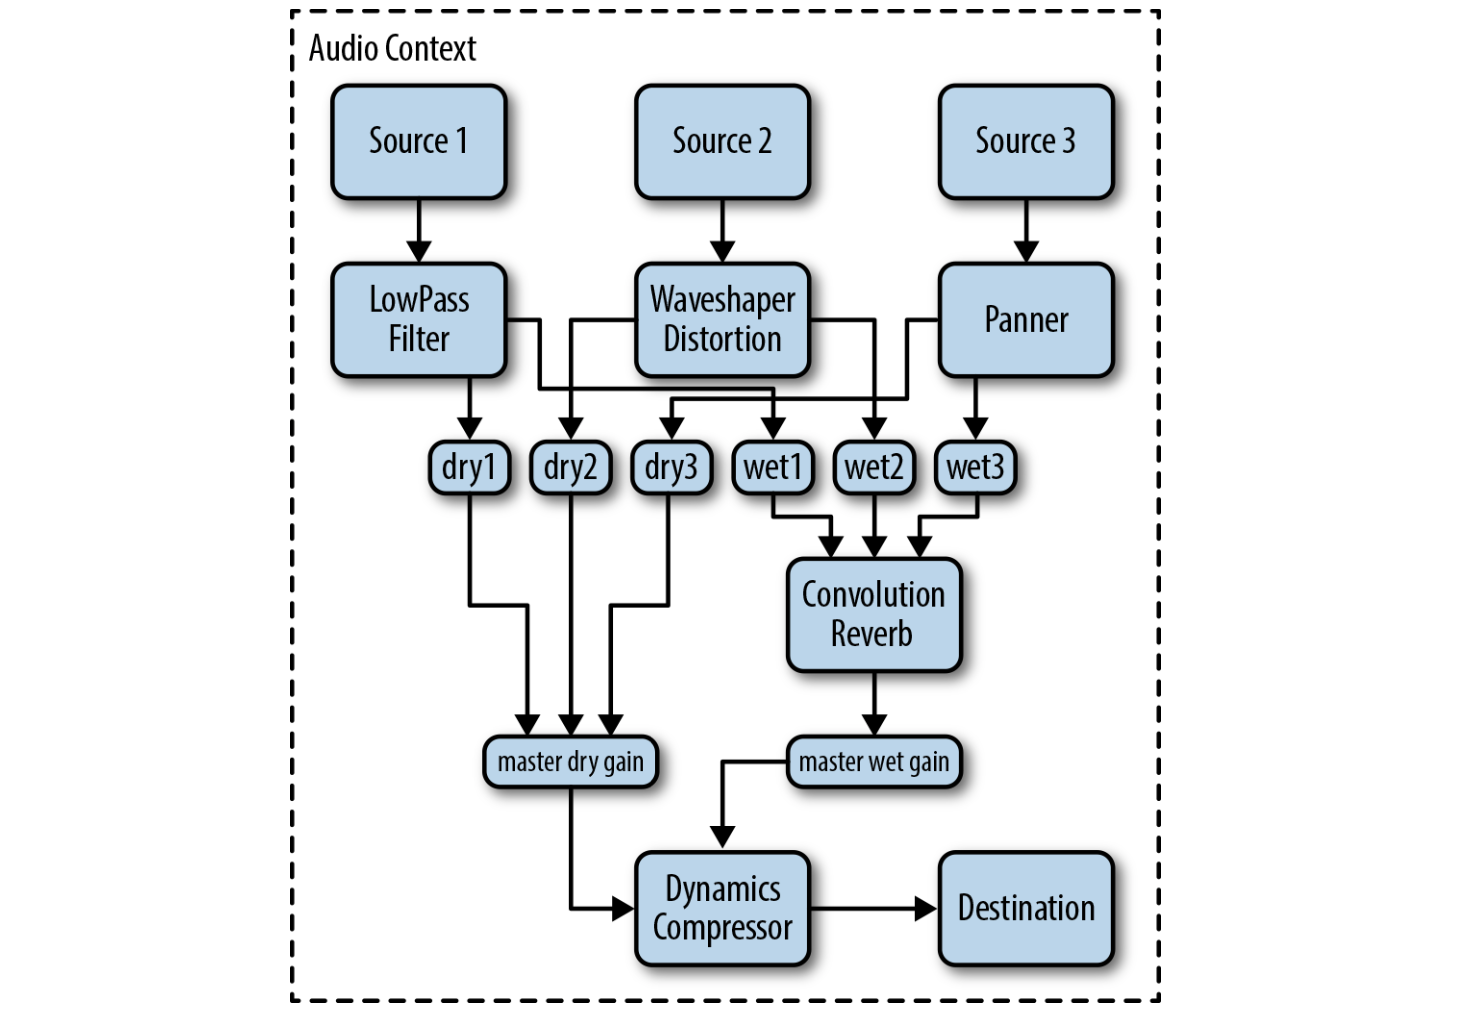 Audio Context
Source 1
Source 2
Source 3
LowPass
Filter
Waveshaper
Distortion
Panner
dry1
dry2
dry3
wet1
wet2
wet3
Convolution
Reverb
master dry gain
master wet gain
Dynamics
Compressor
Destination